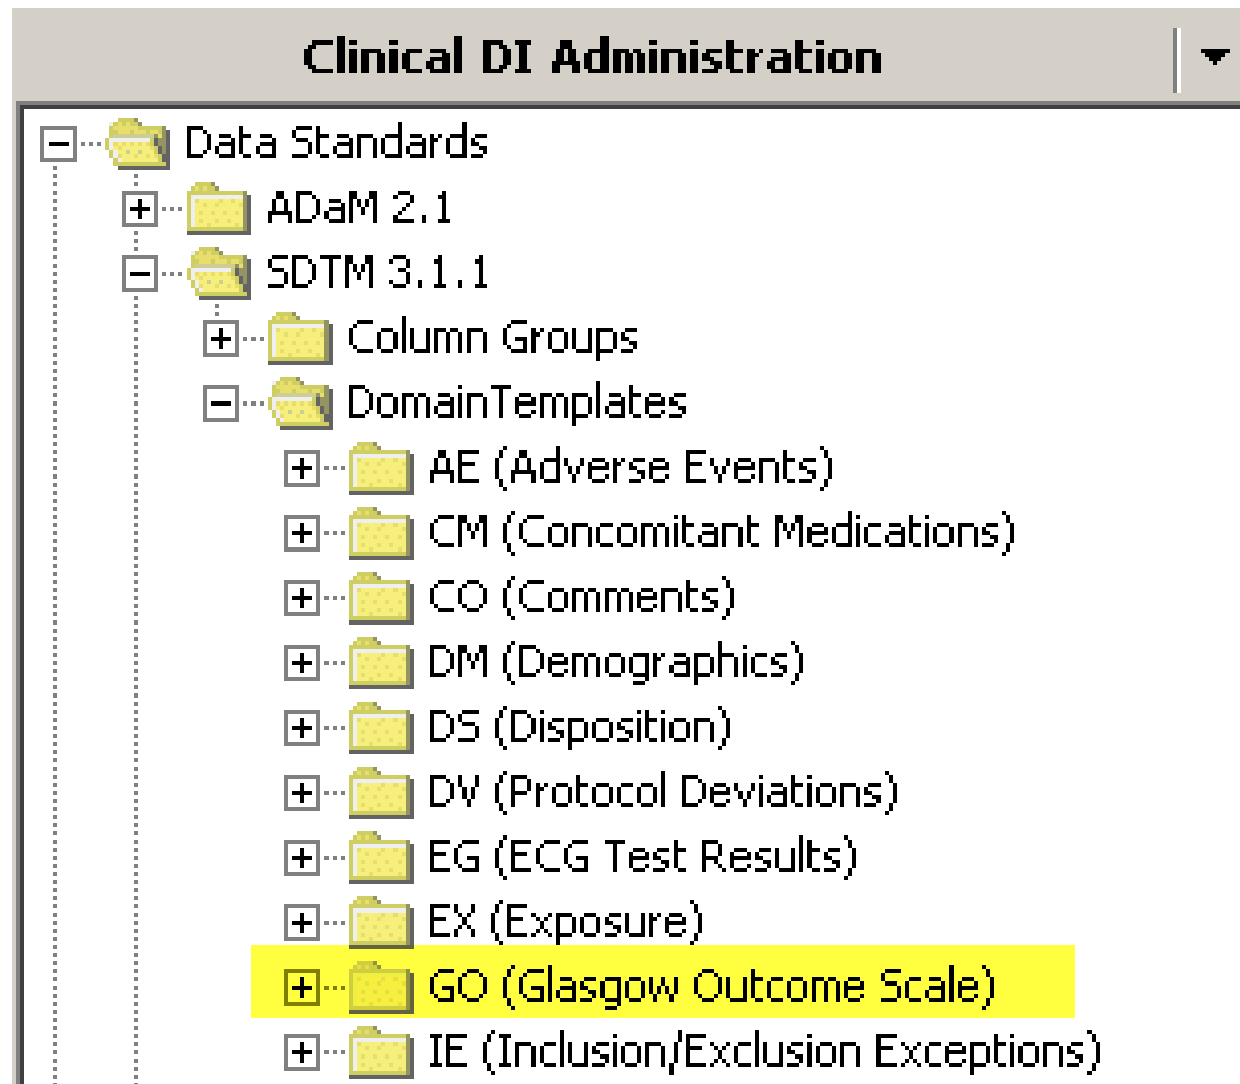 Clinical DI Administration
Data Standards
ADaM 2.1
SDTM 3.1.1
Column Groups
DomainTemplates
AE (Adverse Events)
CM (Concomitant Medications)
CO (Comments)
DM (Demographics)
DS (Disposition)
DV (Protocol Deviations)
EG (ECG Test Results)
EX (Exposure)
GO (Glasgow Outcome Scale)
IE (Inclusion/Exclusion Exceptions)